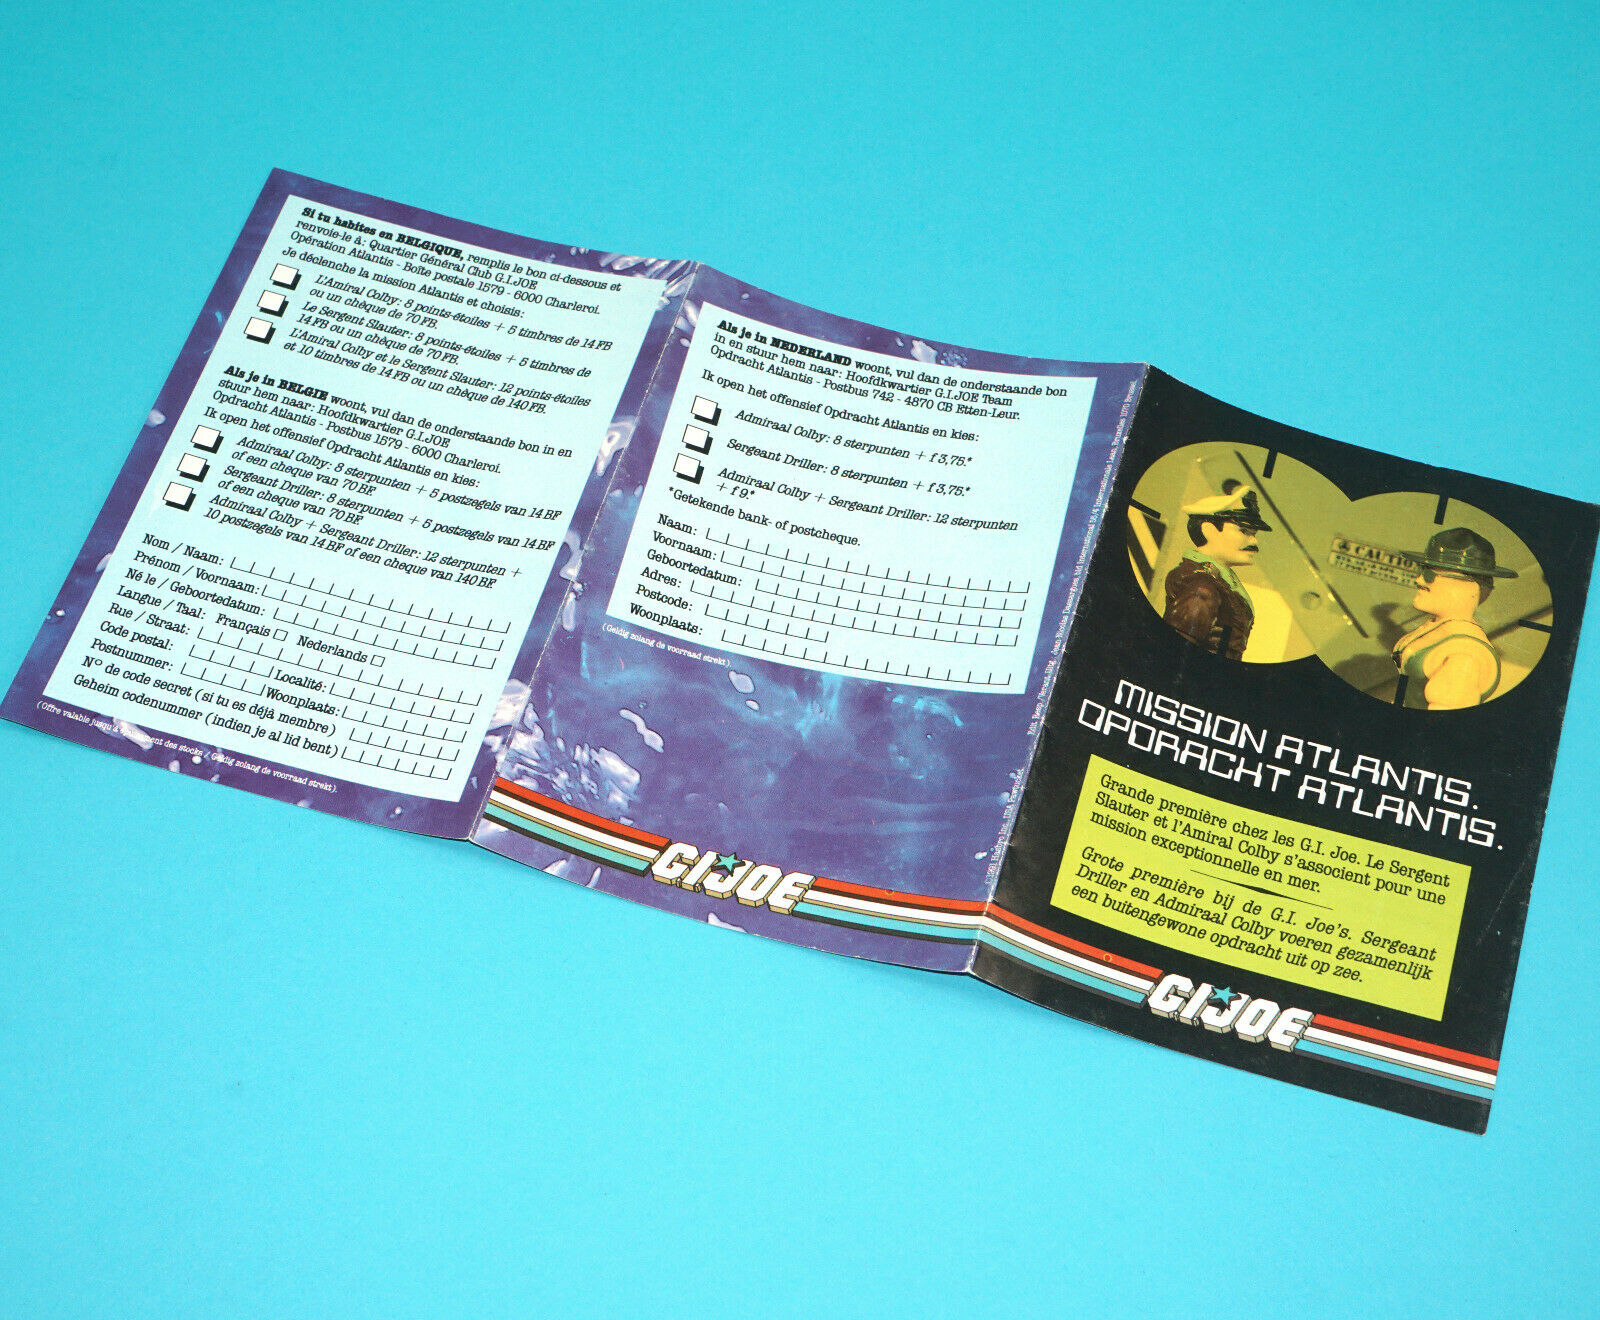 Si tu habites en BELGIQUE, remplis le bon ci-dessous et
renvoie-le à: Quartier Général Club G.I.JOE
Opération Atlantis - Boîte postale 1579 - 6000 Charleroi.
Je déclenche la mission Atlantis et choisis:
L'Amiral Colby: 8 points-étoiles + 5 timbres de 14 FB
ou un chèque de 70 FB.
Le Sergent Slauter: 8 points-étoiles + 5 timbres de
14 FB ou un chèque de 70 FB.
L'Amiral Colby et le Sergent Slauter: 12 points-étoiles
et 10 timbres de 14 FB ou un chèque de 140 FB.
Als je in BELGIE woont, vul dan de onderstaande bon in en
stuur hem naar: Hoofdkwartier G.I.JOE
Opdracht Atlantis - Postbus 1579 - 6000 Charleroi.
Ik open het offensief Opdracht Atlantis en kies:
Admiraal Colby: 8 sterpunten + 5 postzegels van 14 BF
of een cheque van 70 BF.
Sergeant Driller: 8 sterpunten + 5 postzegels van 14 BF
of een cheque van 70 BF.
Admiraal Colby + Sergeant Driller: 12 sterpunten +
10 postzegels van 14 BF of een cheque van 140 BF.
Nom / Naam:
Prénom / Voornaam:
Né le / Geboortedatum:
Langue / Taal: Français Nederlands
Rue / Straat:
Code postal: Localité:
Postnummer: Woonplaats:
N° de code secret (si tu es déjà membre)
Geheim codenummer (indien je al lid bent)
(Offre valable jusqu'à épuisement des stocks / Geldig zolang de voorraad strekt).
Als je in NEDERLAND woont, vul dan de onderstaande bon
in en stuur hem naar: Hoofdkwartier G.I.JOE Team
Opdracht Atlantis - Postbus 742 - 4870 CB Etten-Leur.
Ik open het offensief Opdracht Atlantis en kies:
Admiraal Colby: 8 sterpunten + f 3,75.*
Sergeant Driller: 8 sterpunten + f 3,75.*
Admiraal Colby + Sergeant Driller: 12 sterpunten
+ f 9.*
*Getekende bank- of postcheque.
Naam:
Voornaam:
Geboortedatum:
Adres:
Postcode:
Woonplaats:
(Geldig zolang de voorraad strekt).
G.I.JOE
© 1991 Hasbro Inc. USA Pawtucket.
CAUTION
MISSION ATLANTIS.
OPDRACHT ATLANTIS.
Grande première chez les G.I. Joe. Le Sergent
Slauter et l'Amiral Colby s'associent pour une
mission exceptionnelle en mer.
Grote première bij de G.I. Joe's. Sergeant
Driller en Admiraal Colby voeren gezamenlijk
een buitengewone opdracht uit op zee.
G.I.JOE